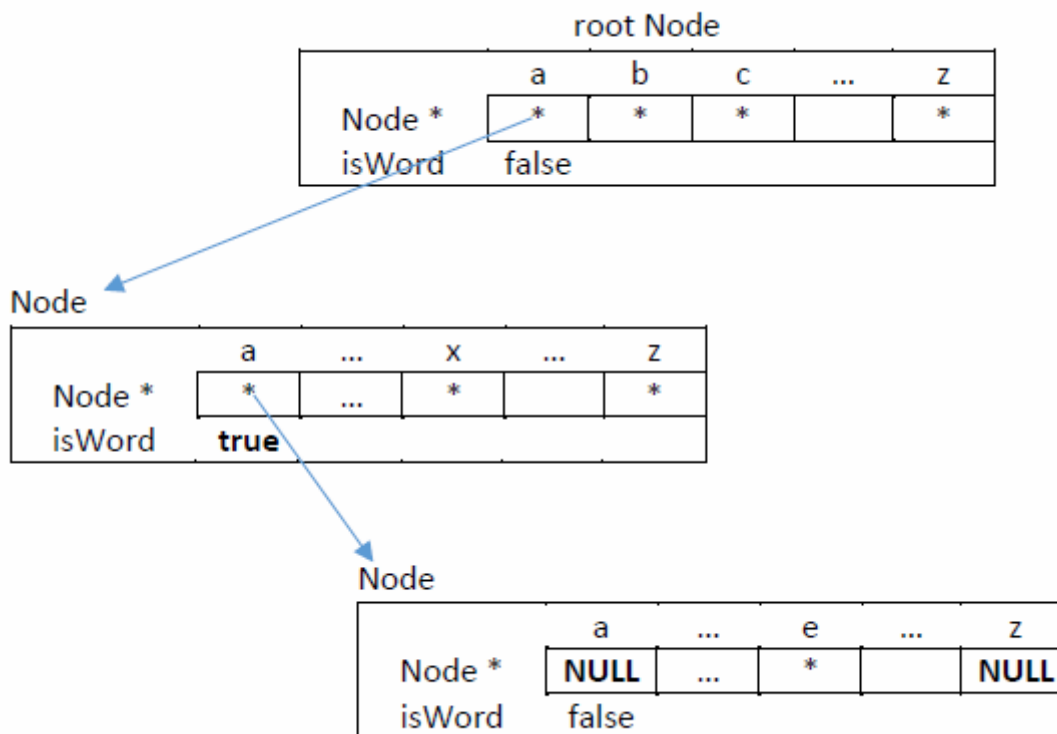 root Node
a b c ... z
Node * * * * *
isWord false
Node
a ... x ... z
Node * * ... * *
isWord true
Node
a ... e ... z
Node * NULL ... * NULL
isWord false